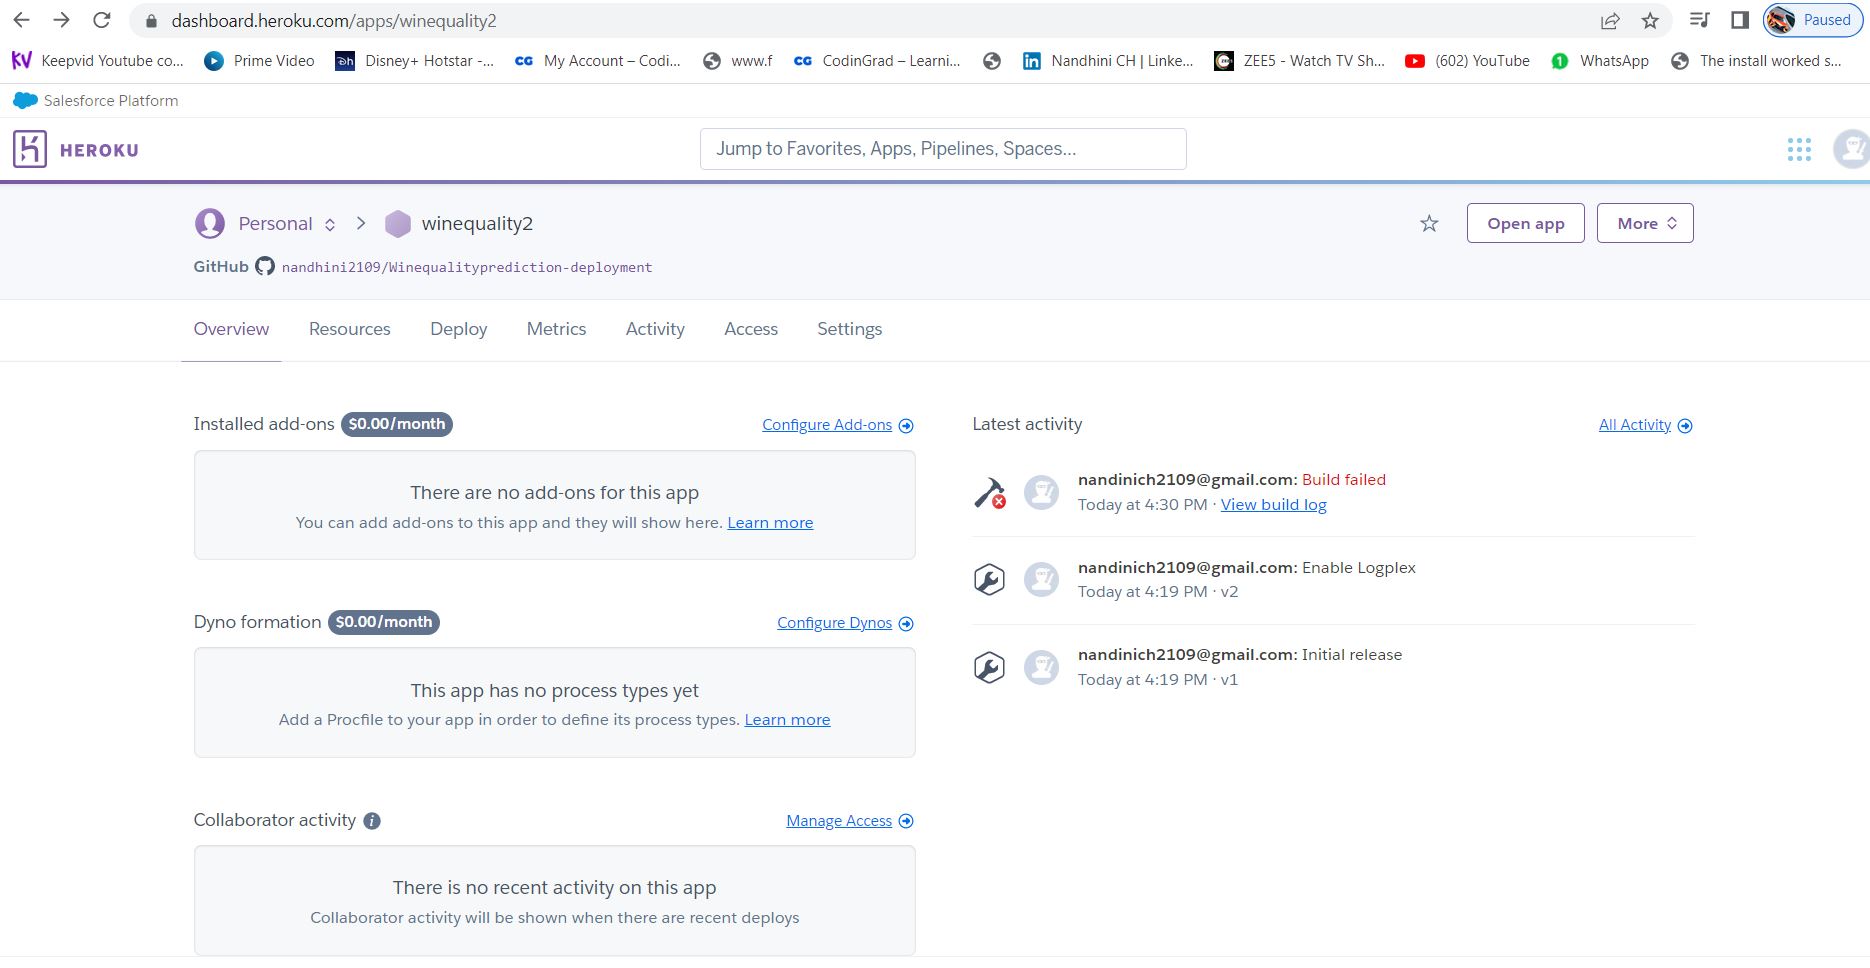 dashboard.heroku.com/apps/winequality2
Paused
KV Keepvid Youtube co... Prime Video Disney+ Hotstar -... CG My Account – Codi... www.f CG CodinGrad – Learni... Nandhini CH | Linke... ZEE5 - Watch TV Sh... (602) YouTube 1 WhatsApp The install worked s...
Salesforce Platform
HEROKU
Jump to Favorites, Apps, Pipelines, Spaces...
Personal > winequality2
Open app
More
GitHub nandhini2109/Winequalityprediction-deployment
Overview Resources Deploy Metrics Activity Access Settings
Installed add-ons $0.00/month
Configure Add-ons
There are no add-ons for this app
You can add add-ons to this app and they will show here. Learn more
Dyno formation $0.00/month
Configure Dynos
This app has no process types yet
Add a Procfile to your app in order to define its process types. Learn more
Collaborator activity i
Manage Access
There is no recent activity on this app
Collaborator activity will be shown when there are recent deploys
Latest activity
All Activity
nandinich2109@gmail.com: Build failed
Today at 4:30 PM · View build log
nandinich2109@gmail.com: Enable Logplex
Today at 4:19 PM · v2
nandinich2109@gmail.com: Initial release
Today at 4:19 PM · v1